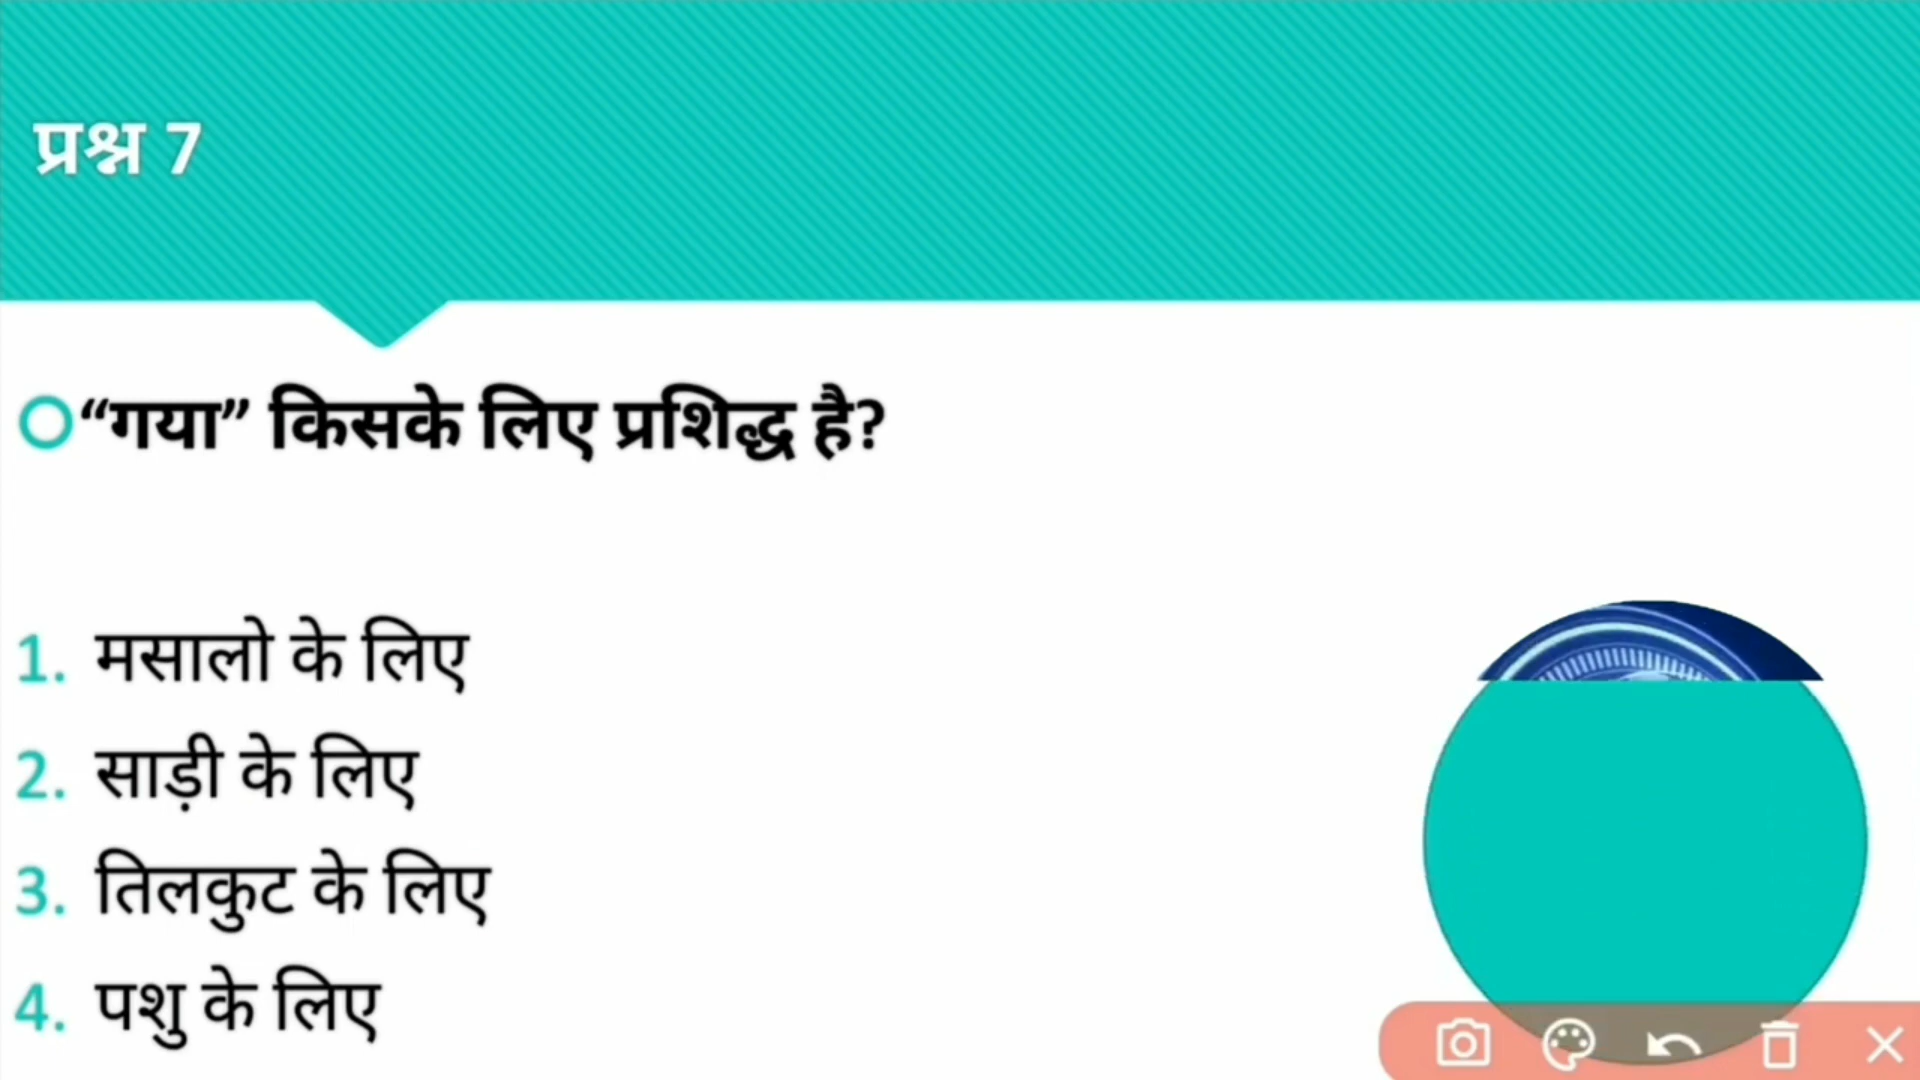 प्रश्न 7
“गया” किसके लिए प्रशिद्ध है?
1. मसालो के लिए
2. साड़ी के लिए
3. तिलकुट के लिए
4. पशु के लिए